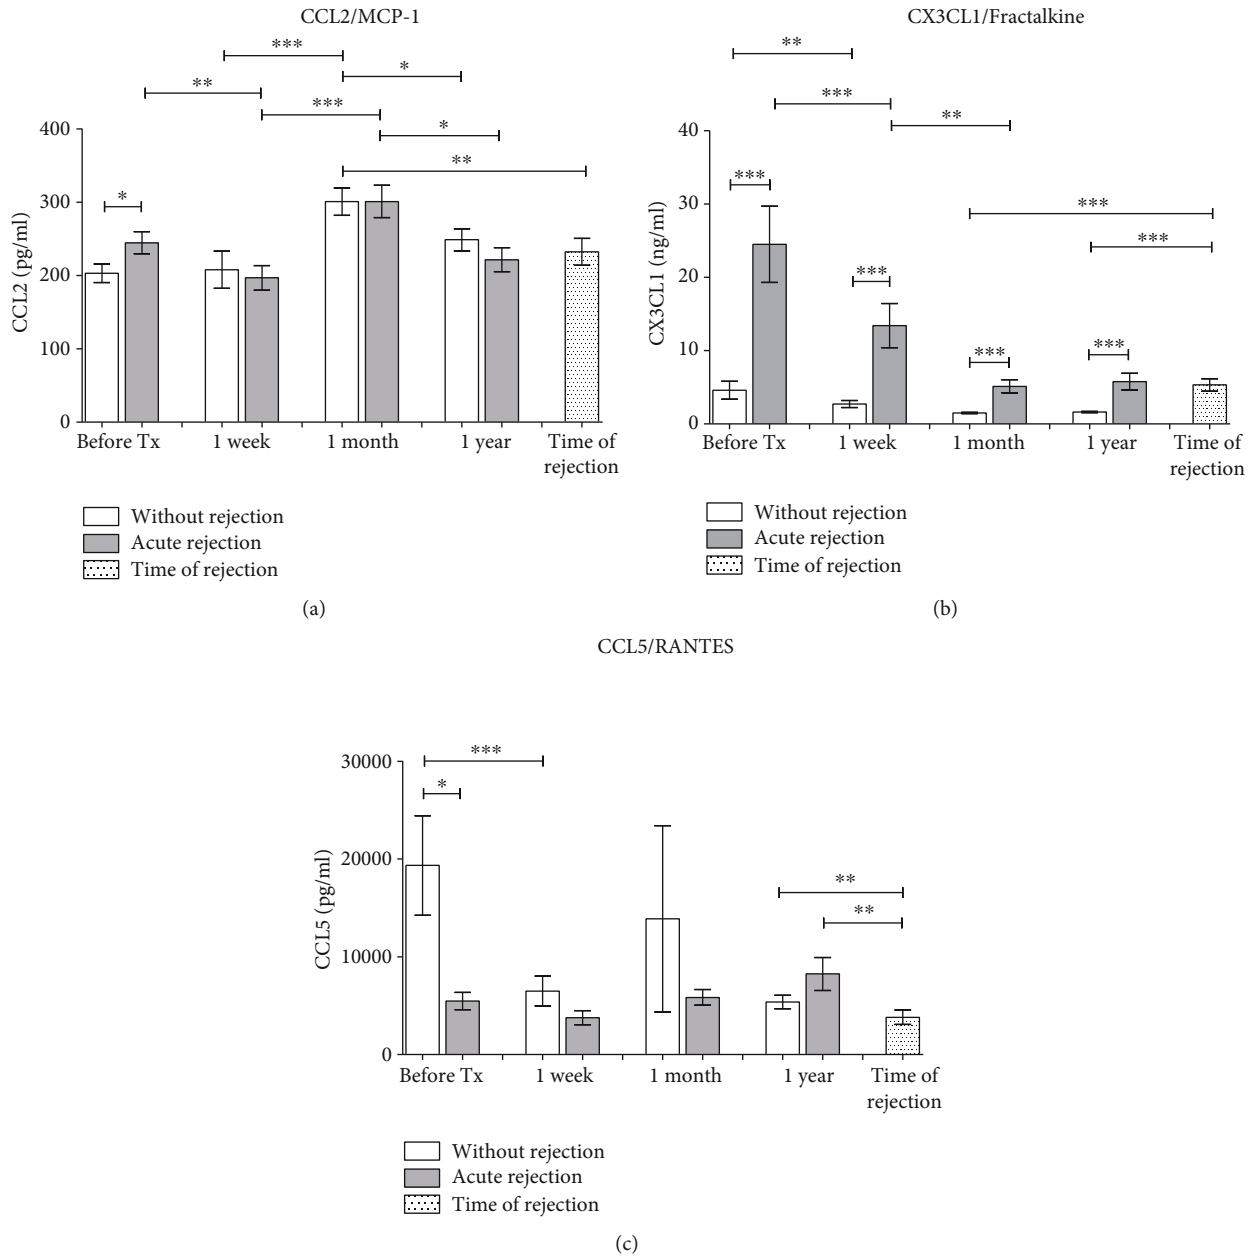 CCL2/MCP-1
***
*
**
***
*
**
*
400
300
200
100
0
CCL2 (pg/ml)
Before Tx 1 week 1 month 1 year Time of
rejection
Without rejection
Acute rejection
Time of rejection
(a)
CX3CL1/Fractalkine
**
***
**
***
***
***
***
***
***
40
30
20
10
0
CX3CL1 (ng/ml)
Before Tx 1 week 1 month 1 year Time of
rejection
Without rejection
Acute rejection
Time of rejection
(b)
CCL5/RANTES
***
*
**
**
30000
20000
10000
0
CCL5 (pg/ml)
Before Tx 1 week 1 month 1 year Time of
rejection
Without rejection
Acute rejection
Time of rejection
(c)